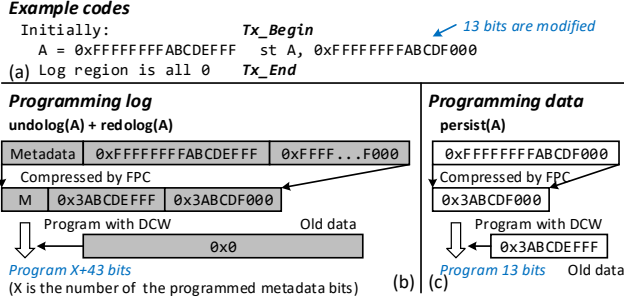 Example codes
Initially: Tx_Begin 13 bits are modified
A = 0xFFFFFFFFABCDEFFF st A, 0xFFFFFFFFABCDF000
(a) Log region is all 0 Tx_End
Programming log
undolog(A) + redolog(A)
Metadata 0xFFFFFFFFABCDEFFF 0xFFFF...F000
Compressed by FPC
M 0x3ABCDEFFF 0x3ABCDF000
Program with DCW Old data
0x0
Program X+43 bits
(X is the number of the programmed metadata bits) (b)
Programming data
persist(A)
0xFFFFFFFFABCDF000
Compressed by FPC
0x3ABCDF000
Program with DCW
0x3ABCDEFFF
Program 13 bits Old data
(c)